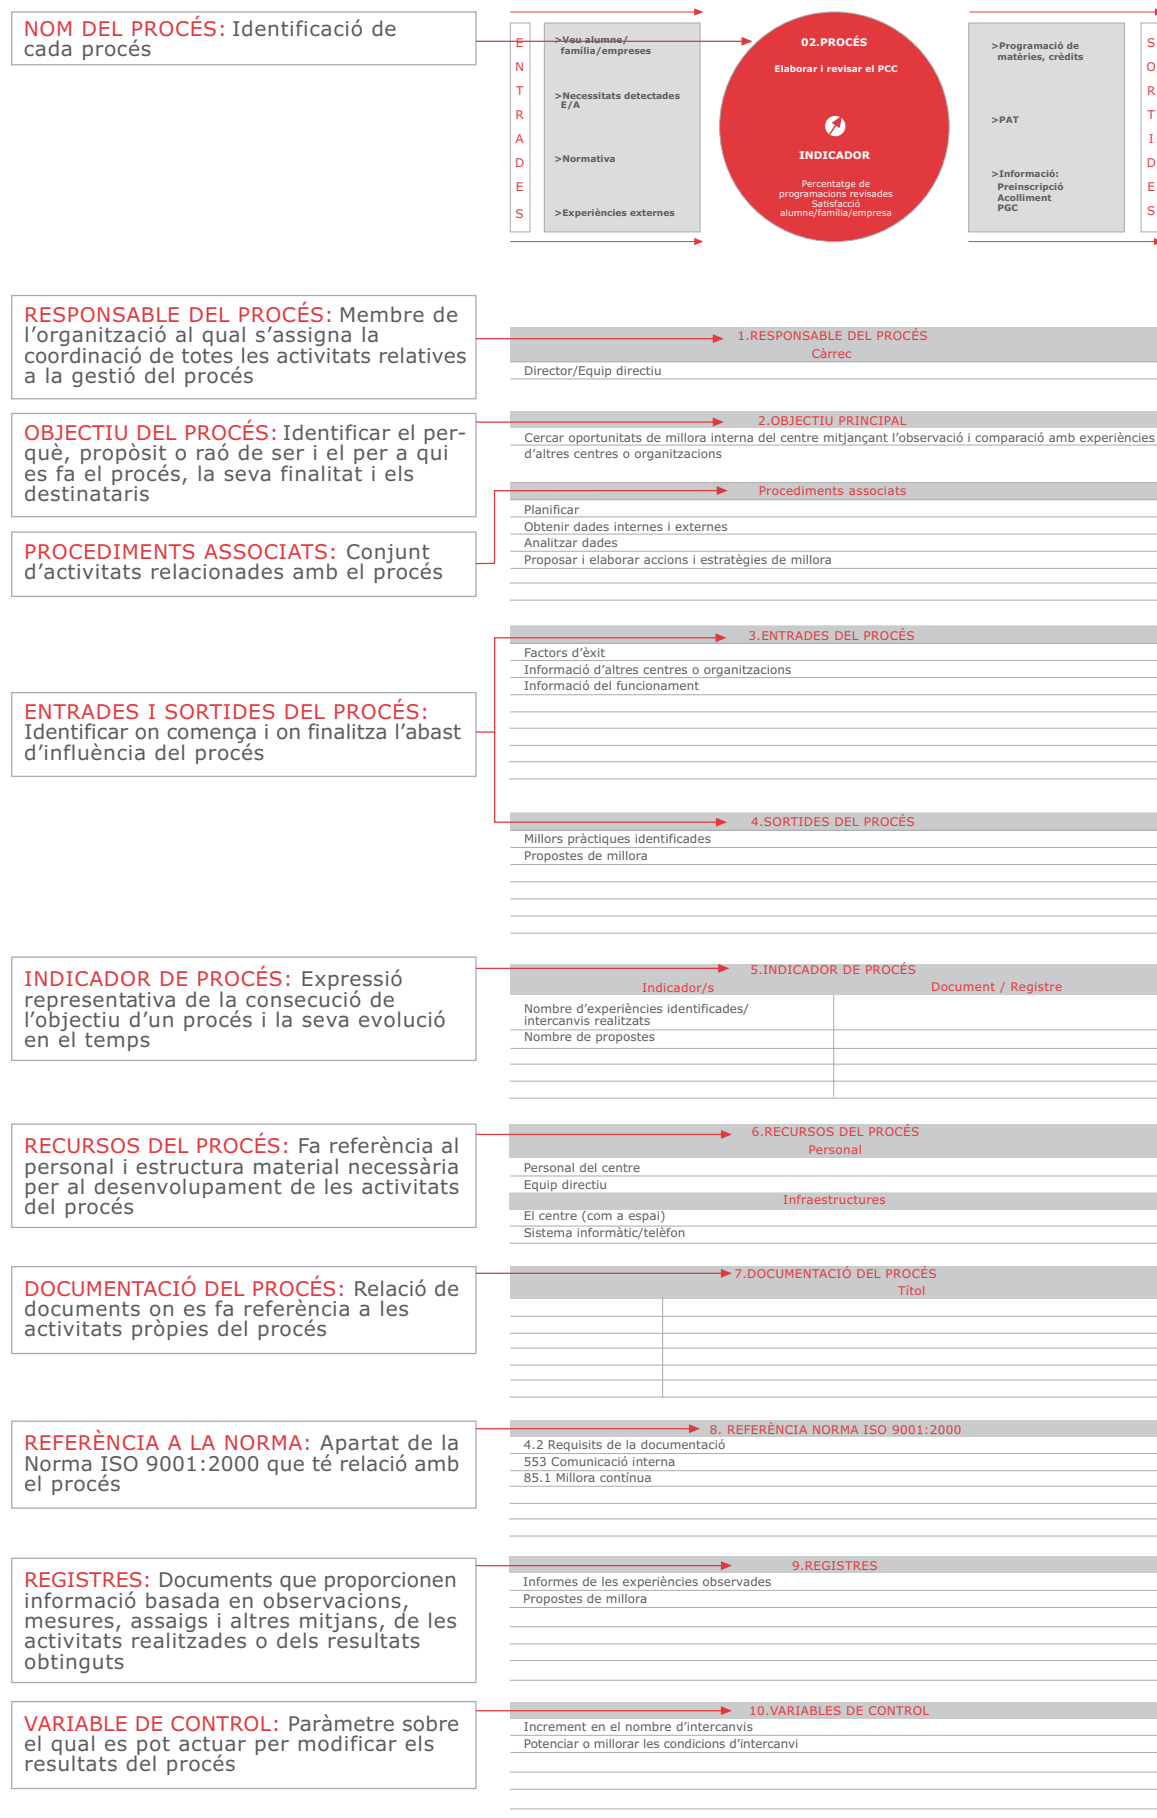 NOM DEL PROCÉS: Identificació de
cada procés
E
N
T
R
A
D
E
S
>Veu alumne/
família/empreses
>Necessitats detectades
E/A
>Normativa
>Experiències externes
02.PROCÉS
Elaborar i revisar el PCC
INDICADOR
Percentatge de
programacions revisades
Satisfacció
alumne/família/empresa
>Programació de
matèries, crèdits
>PAT
>Informació:
Preinscripció
Acolliment
PGC
S
O
R
T
I
D
E
S
RESPONSABLE DEL PROCÉS: Membre de
l’organització al qual s’assigna la
coordinació de totes les activitats relatives
a la gestió del procés
1.RESPONSABLE DEL PROCÉS
Càrrec
Director/Equip directiu
OBJECTIU DEL PROCÉS: Identificar el per-
què, propòsit o raó de ser i el per a qui
es fa el procés, la seva finalitat i els
destinataris
2.OBJECTIU PRINCIPAL
Cercar oportunitats de millora interna del centre mitjançant l’observació i comparació amb experiències
d’altres centres o organitzacions
PROCEDIMENTS ASSOCIATS: Conjunt
d’activitats relacionades amb el procés
Procediments associats
Planificar
Obtenir dades internes i externes
Analitzar dades
Proposar i elaborar accions i estratègies de millora
ENTRADES I SORTIDES DEL PROCÉS:
Identificar on comença i on finalitza l’abast
d’influència del procés
3.ENTRADES DEL PROCÉS
Factors d’èxit
Informació d’altres centres o organitzacions
Informació del funcionament
4.SORTIDES DEL PROCÉS
Millors pràctiques identificades
Propostes de millora
INDICADOR DE PROCÉS: Expressió
representativa de la consecució de
l’objectiu d’un procés i la seva evolució
en el temps
5.INDICADOR DE PROCÉS
Indicador/s Document / Registre
Nombre d’experiències identificades/
intercanvis realitzats
Nombre de propostes
RECURSOS DEL PROCÉS: Fa referència al
personal i estructura material necessària
per al desenvolupament de les activitats
del procés
6.RECURSOS DEL PROCÉS
Personal
Personal del centre
Equip directiu
Infraestructures
El centre (com a espai)
Sistema informàtic/telèfon
DOCUMENTACIÓ DEL PROCÉS: Relació de
documents on es fa referència a les
activitats pròpies del procés
7.DOCUMENTACIÓ DEL PROCÉS
Títol
REFERÈNCIA A LA NORMA: Apartat de la
Norma ISO 9001:2000 que té relació amb
el procés
8. REFERÈNCIA NORMA ISO 9001:2000
4.2 Requisits de la documentació
553 Comunicació interna
85.1 Millora contínua
REGISTRES: Documents que proporcionen
informació basada en observacions,
mesures, assaigs i altres mitjans, de les
activitats realitzades o dels resultats
obtinguts
9.REGISTRES
Informes de les experiències observades
Propostes de millora
VARIABLE DE CONTROL: Paràmetre sobre
el qual es pot actuar per modificar els
resultats del procés
10.VARIABLES DE CONTROL
Increment en el nombre d’intercanvis
Potenciar o millorar les condicions d’intercanvi